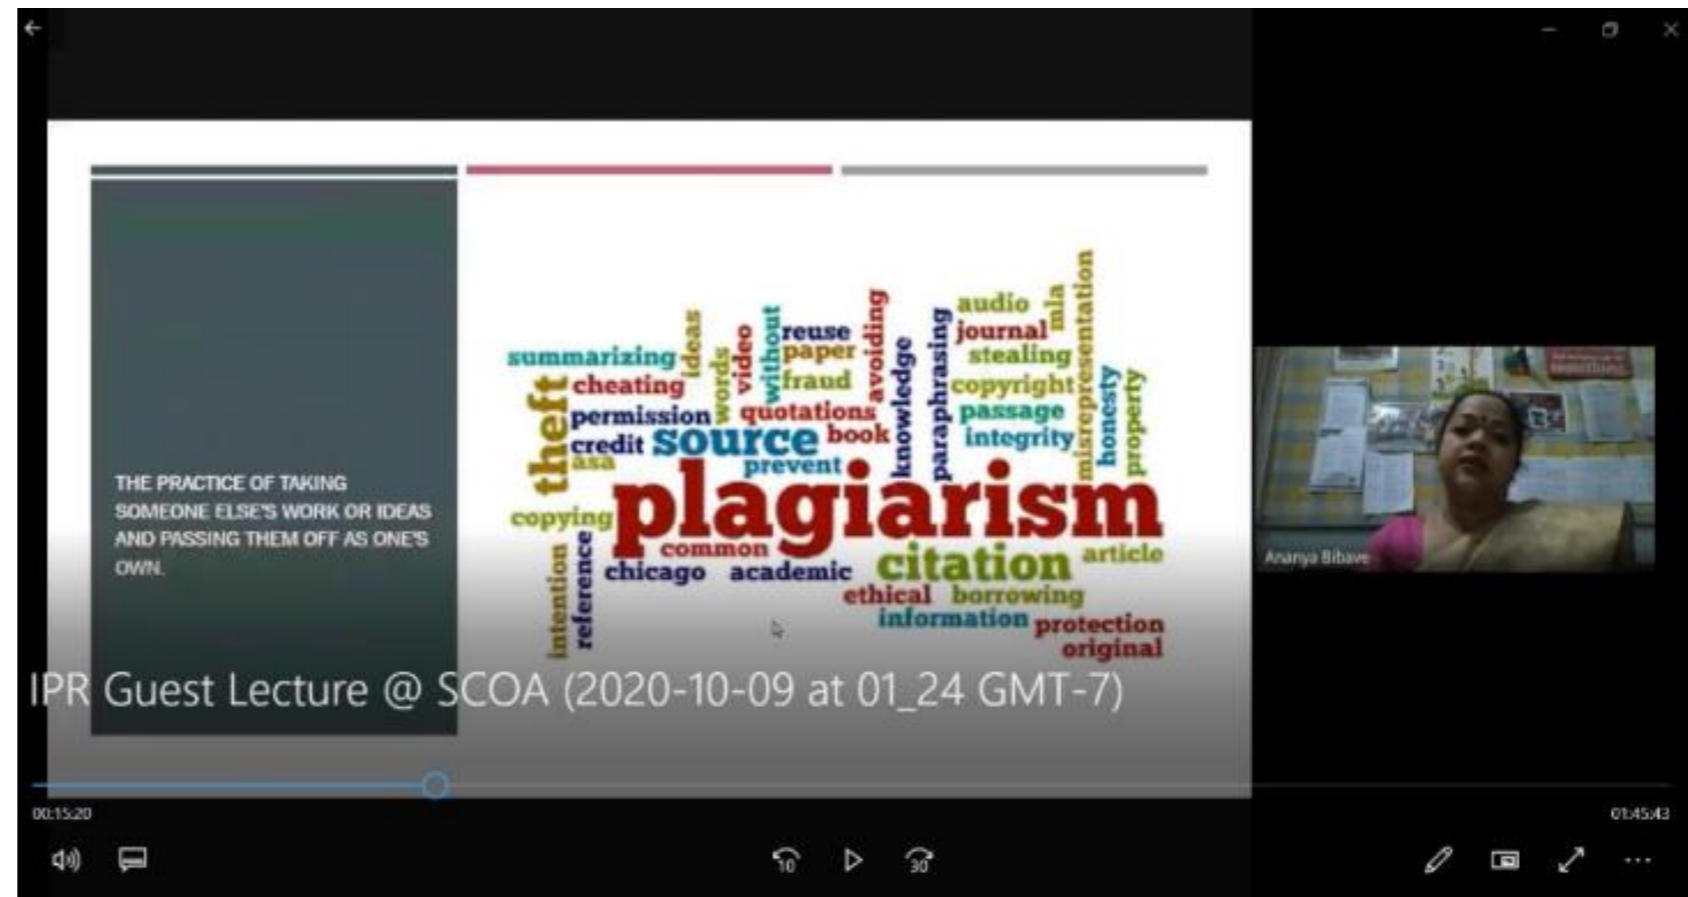 THE PRACTICE OF TAKING
SOMEONE ELSE'S WORK OR IDEAS
AND PASSING THEM OFF AS ONE'S
OWN.
summarizing
ideas
words
video
without
reuse
paper
fraud
avoiding
knowledge
paraphrasing
audio
mla
journal
stealing
misrepresentation
cheating
copyright
honesty
property
theft
permission
quotations
passage
credit
source
book
integrity
asa
prevent
plagiarism
copying
common
citation
article
intention
reference
chicago
academic
ethical
borrowing
information
protection
original
Ananya Bibave
IPR Guest Lecture @ SCOA (2020-10-09 at 01_24 GMT-7)
00:15:20
01:45:43
10
30